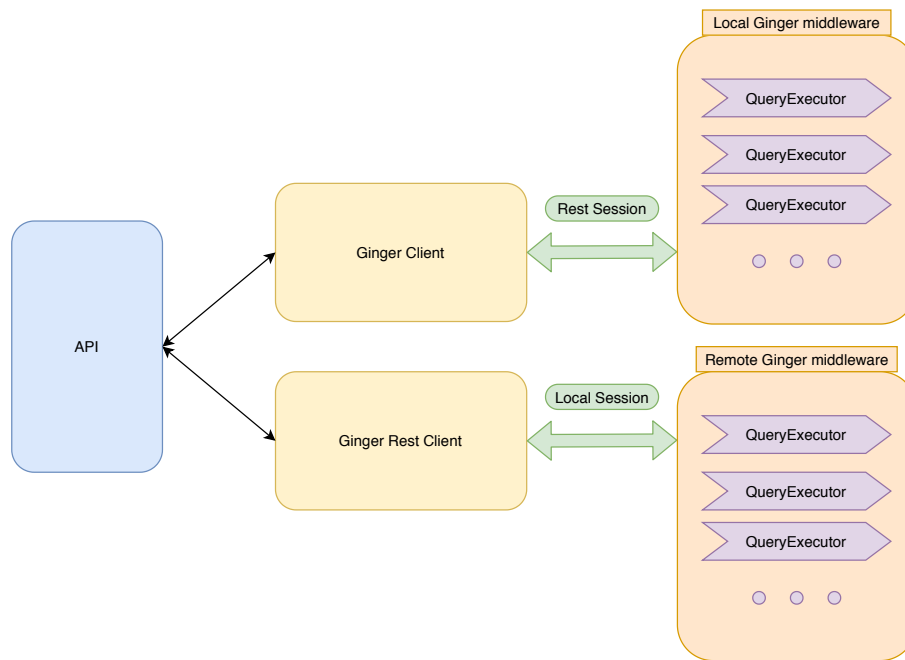 Local Ginger middleware
QueryExecutor
QueryExecutor
QueryExecutor
Rest Session
Ginger Client
API
Remote Ginger middleware
Local Session
Ginger Rest Client
QueryExecutor
QueryExecutor
QueryExecutor